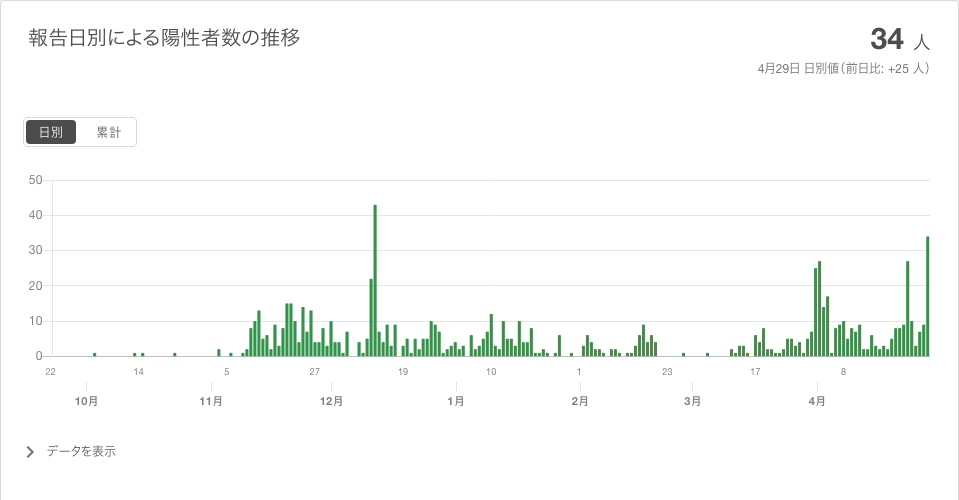 報告日別による陽性者数の推移
34 人
4月29日 日別値（前日比: +25 人）
日別 累計
50
40
30
20
10
0
22 14 5 27 19 10 1 23 17 8
10月 11月 12月 1月 2月 3月 4月
データを表示